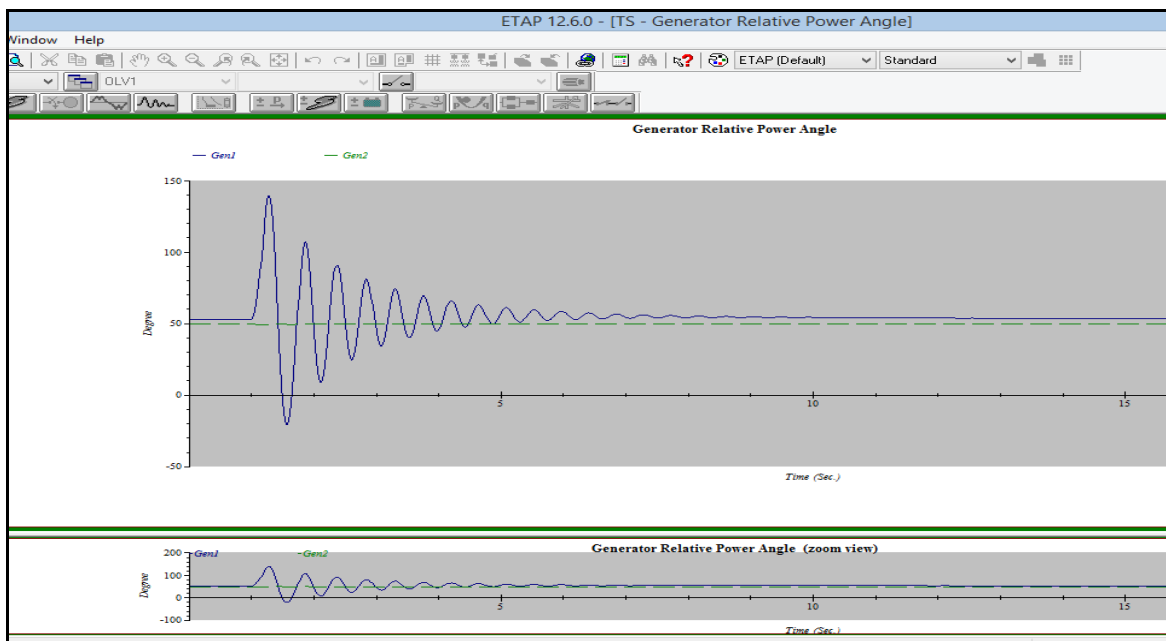 ETAP 12.6.0 - [TS - Generator Relative Power Angle]
Window Help
ETAP (Default) Standard
OLV1
Generator Relative Power Angle
Gen1 Gen2
150
100
50
0
-50
Degree
5 10 15
Time (Sec.)
Generator Relative Power Angle (zoom view)
Gen1 Gen2
200
100
0
-100
Degree
5 10 15
Time (Sec.)